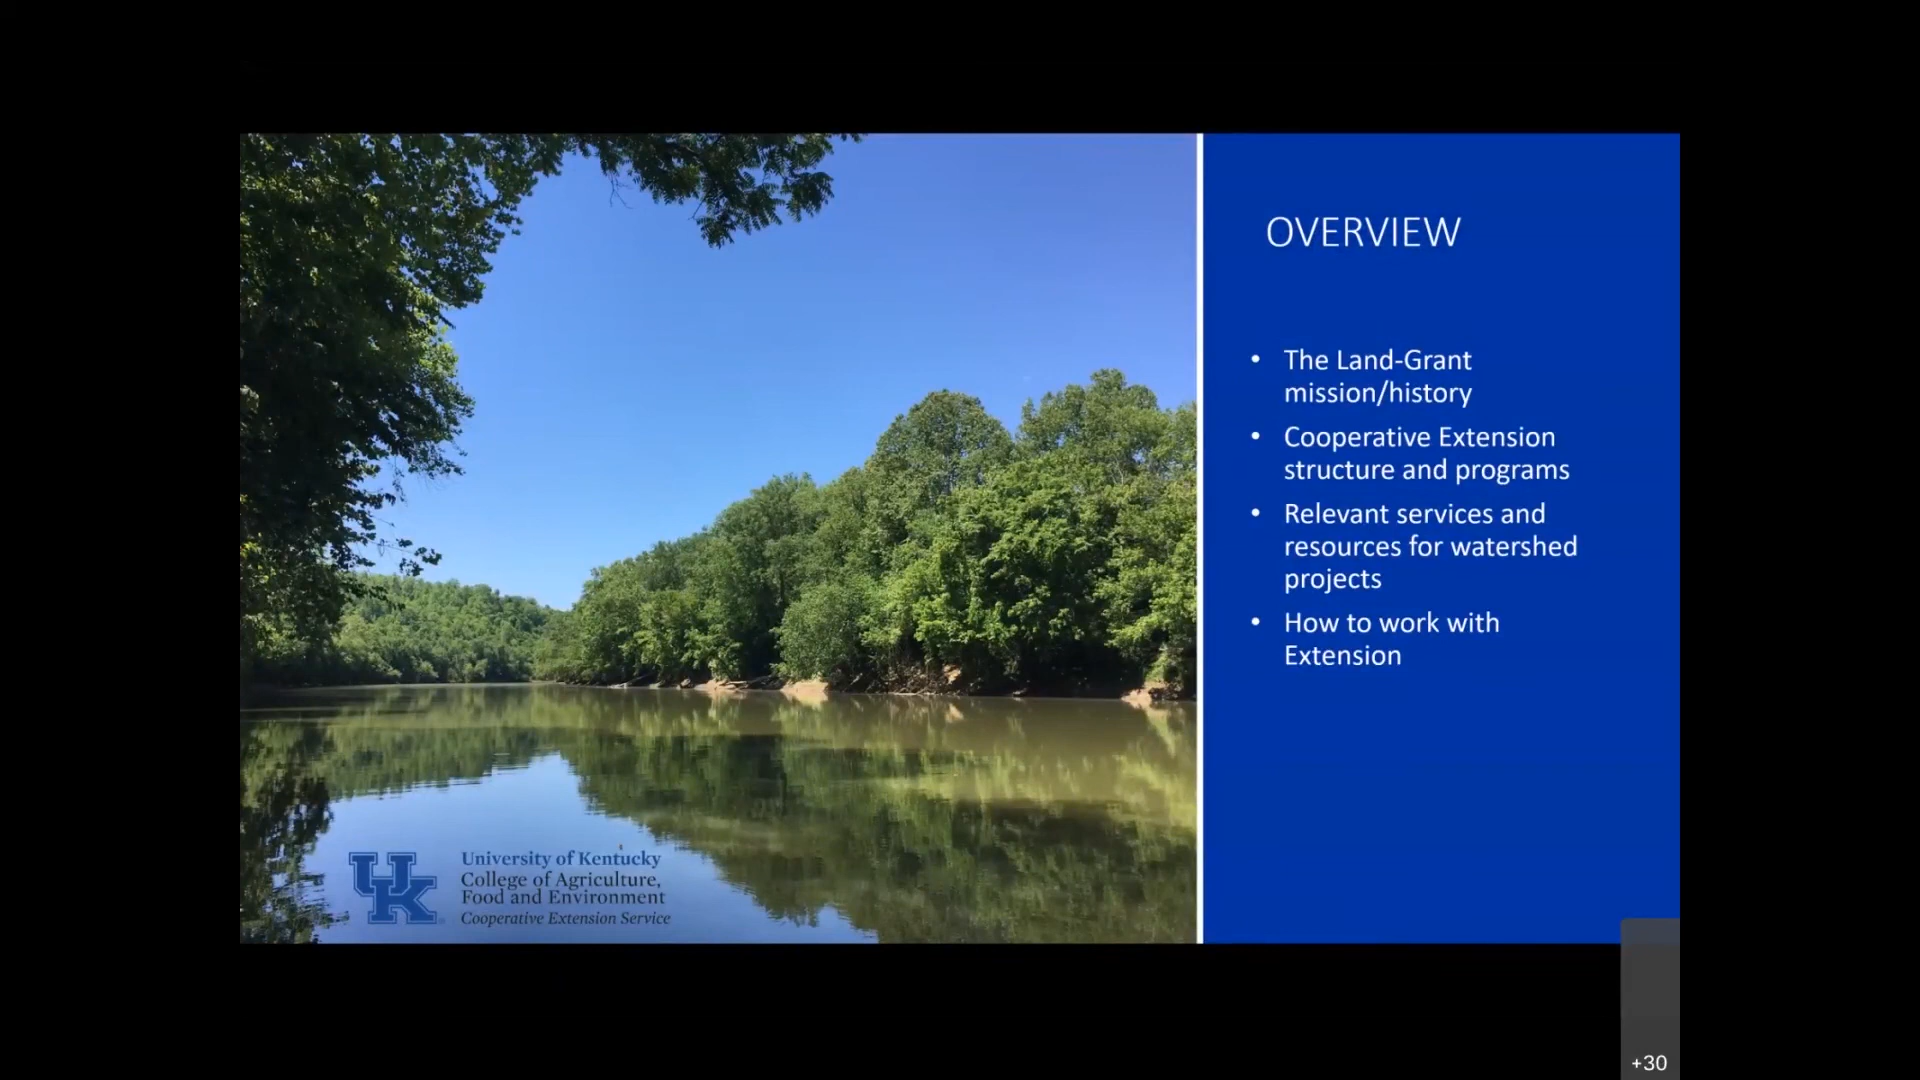 OVERVIEW
• The Land-Grant
mission/history
• Cooperative Extension
structure and programs
• Relevant services and
resources for watershed
projects
• How to work with
Extension
UK
University of Kentucky
College of Agriculture,
Food and Environment
Cooperative Extension Service
+30